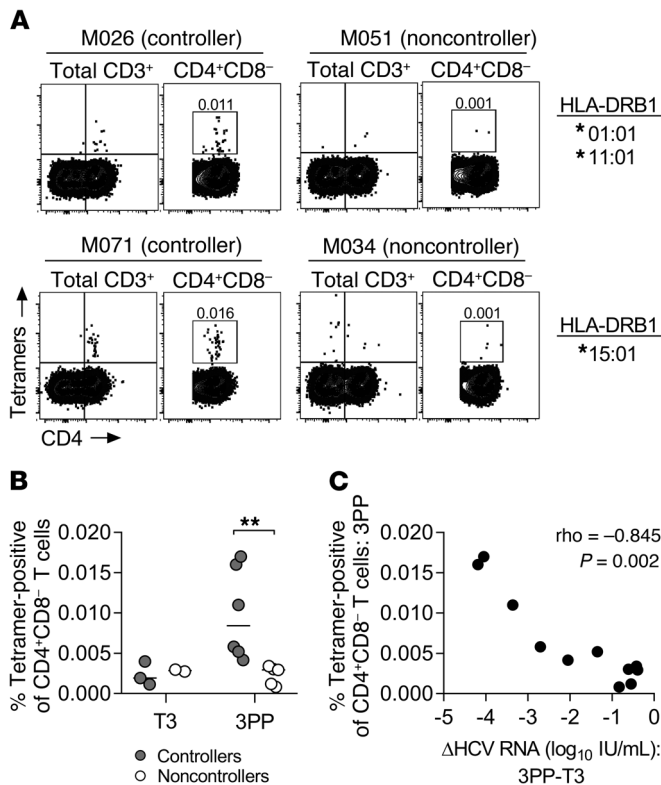 A
M026 (controller)
M051 (noncontroller)
Total CD3+ CD4+CD8–
Total CD3+ CD4+CD8–
HLA-DRB1
*01:01
*11:01
0.011
0.001
M071 (controller)
M034 (noncontroller)
Total CD3+ CD4+CD8–
Total CD3+ CD4+CD8–
HLA-DRB1
*15:01
0.016
0.001
Tetramers
CD4
B
% Tetramer-positive
of CD4+CD8– T cells
0.020
0.015
0.010
0.005
0.000
**
T3 3PP
Controllers
Noncontrollers
C
% Tetramer-positive
of CD4+CD8– T cells: 3PP
0.020
0.015
0.010
0.005
0.000
rho = –0.845
P = 0.002
-5 -4 -3 -2 -1 0
ΔHCV RNA (log10 IU/mL):
3PP-T3